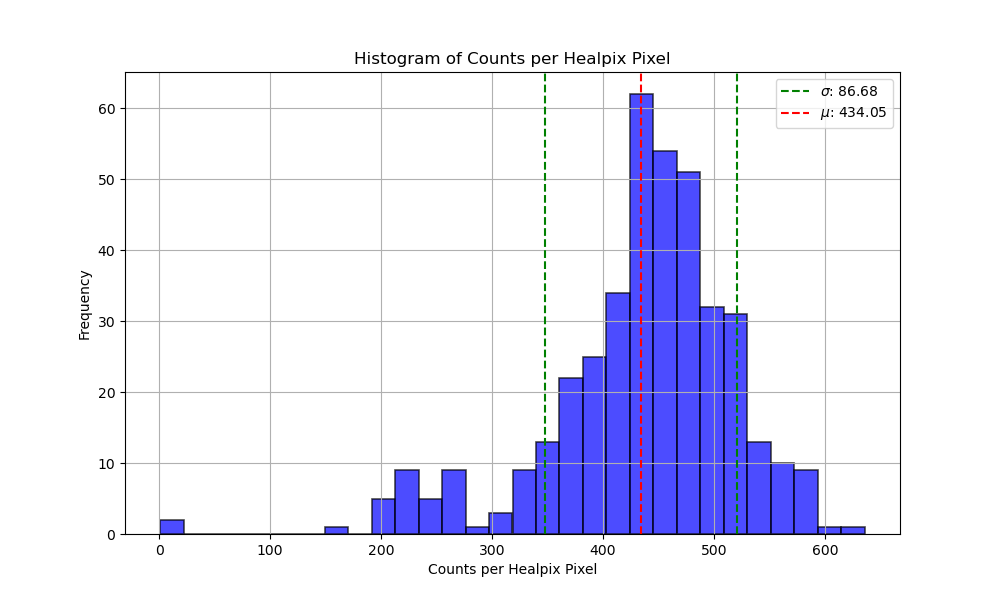 Histogram of Counts per Healpix Pixel
σ: 86.68
μ: 434.05
Frequency
60
50
40
30
20
10
0
0 100 200 300 400 500 600
Counts per Healpix Pixel